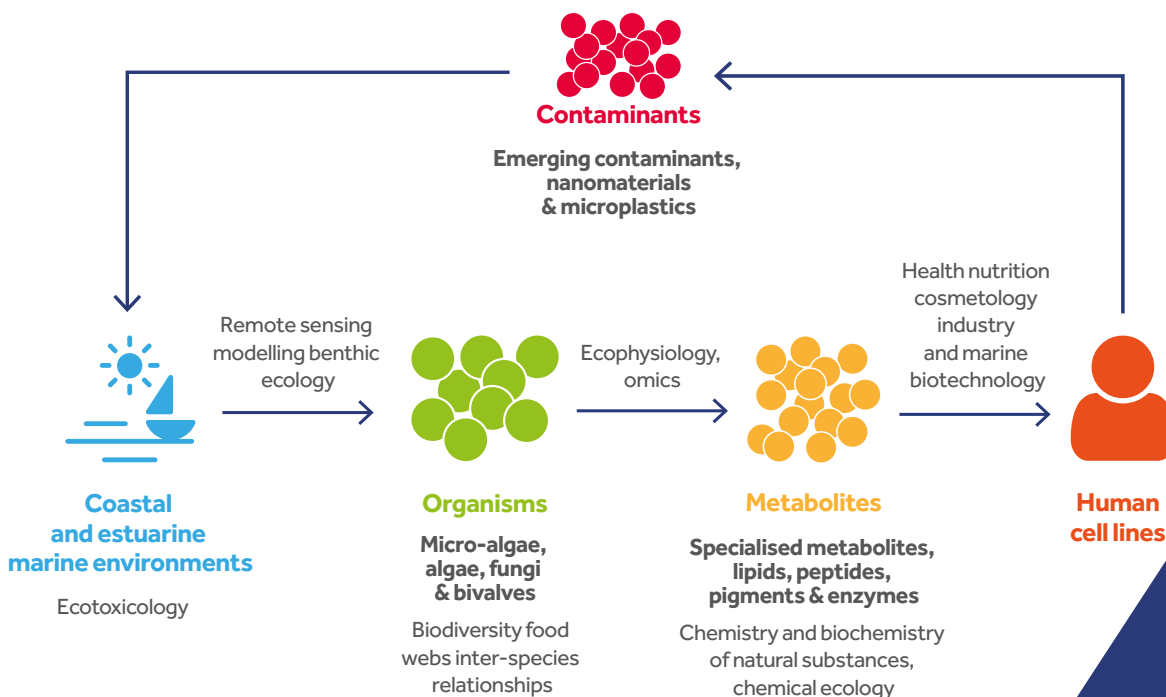 Contaminants
Emerging contaminants,
nanomaterials
& microplastics
Remote sensing
modelling benthic
ecology
Ecophysiology,
omics
Health nutrition
cosmetology
industry
and marine
biotechnology
Coastal
and estuarine
marine environments
Ecotoxicology
Organisms
Micro-algae,
algae, fungi
& bivalves
Biodiversity food
webs inter-species
relationships
Metabolites
Specialised metabolites,
lipids, peptides,
pigments & enzymes
Chemistry and biochemistry
of natural substances,
chemical ecology
Human
cell lines